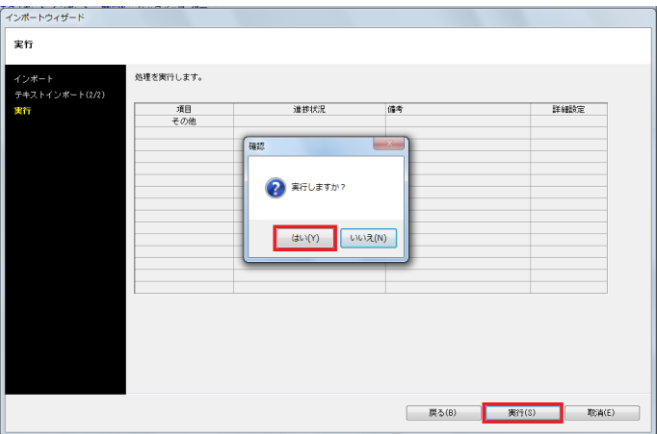 インポートウィザード
実行
インポート
テキストインポート(2/2)
実行
処理を実行します。
項目 進捗状況 備考 詳細設定
その他
確認
実行しますか？
はい(Y) いいえ(N)
戻る(B) 実行(S) 取消(E)